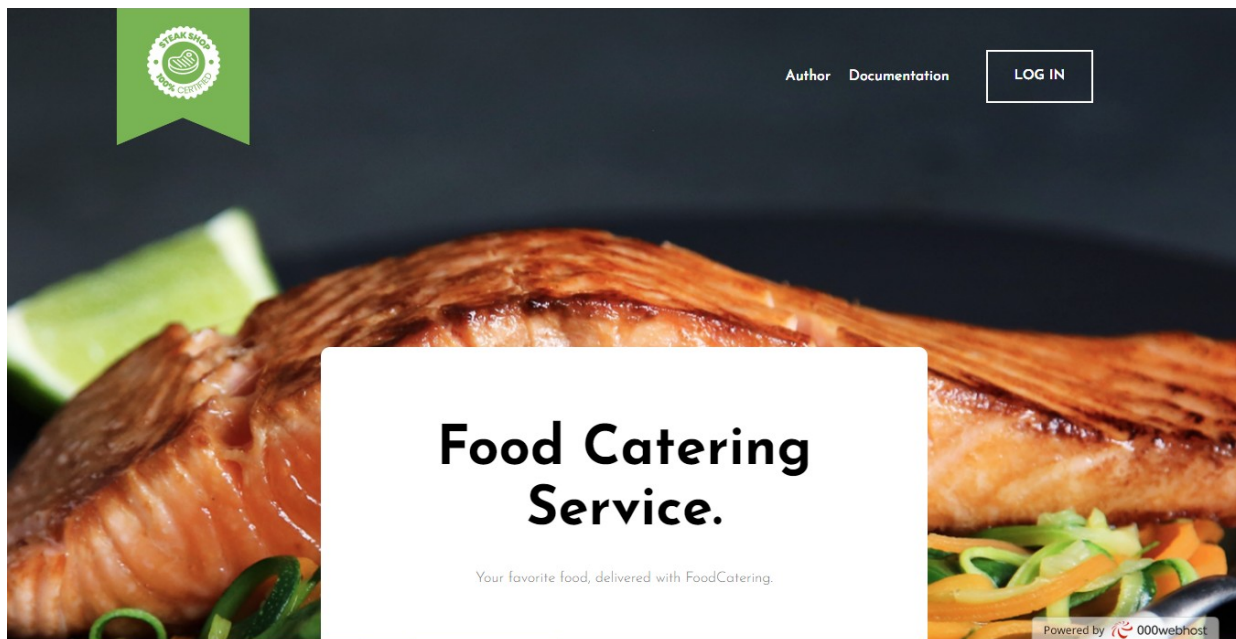 STEAK SHOP
100% CERTIFIED
Author Documentation LOG IN
Food Catering
Service.
Your favorite food, delivered with FoodCatering.
Powered by 000webhost